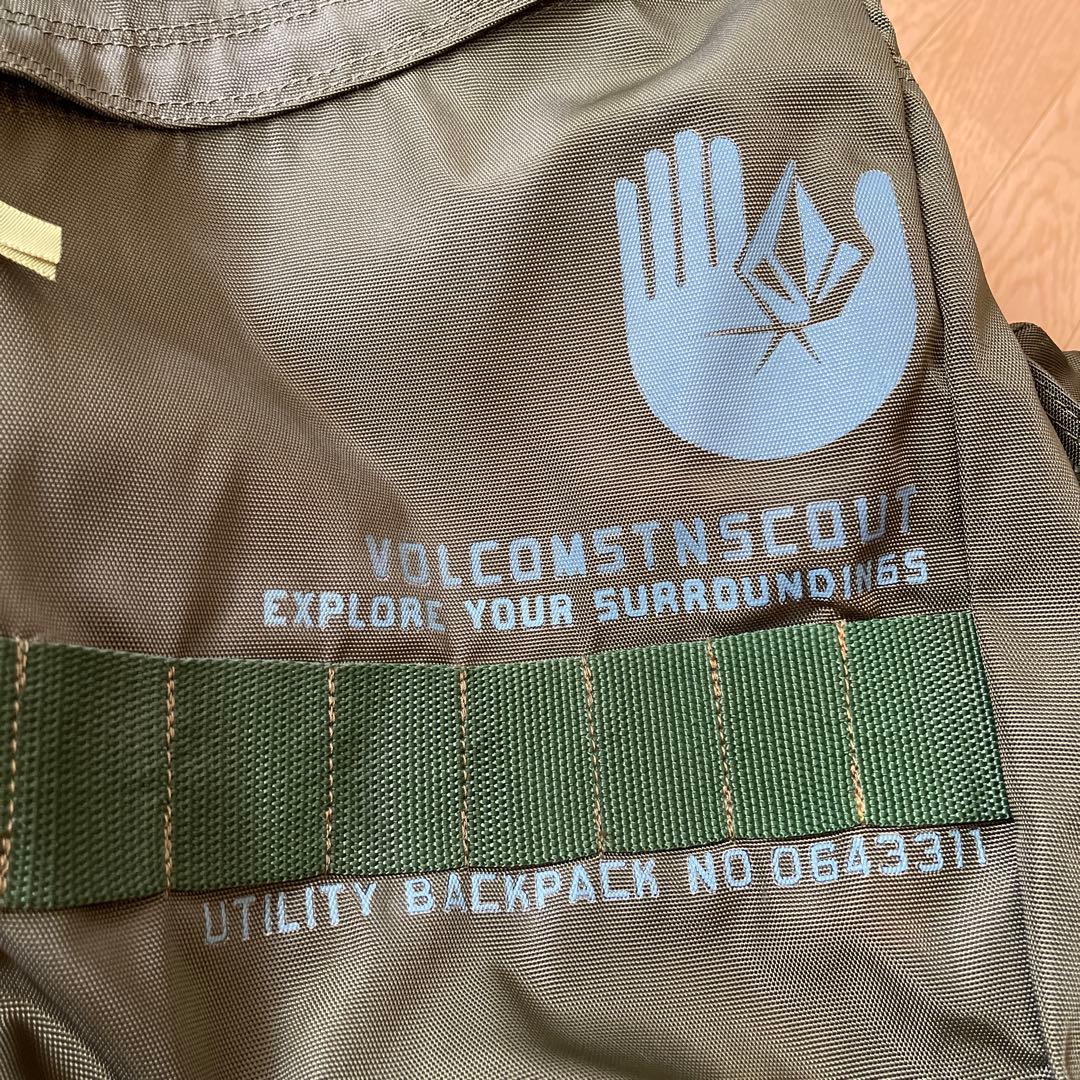 VOLCOMSTNSCOUT
EXPLORE YOUR SURROUNDINGS
UTILITY BACKPACK NO 0643311